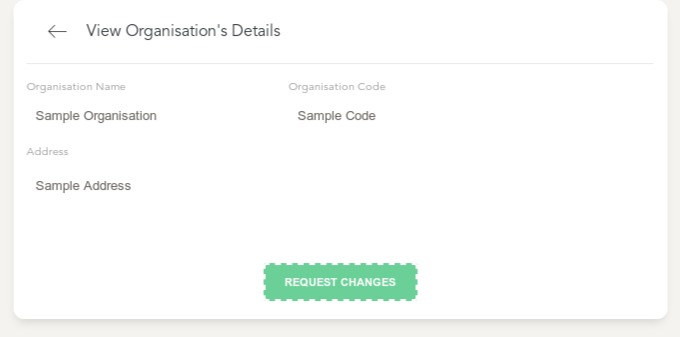 View Organisation's Details
Organisation Name
Organisation Code
Sample Organisation
Sample Code
Address
Sample Address
REQUEST CHANGES